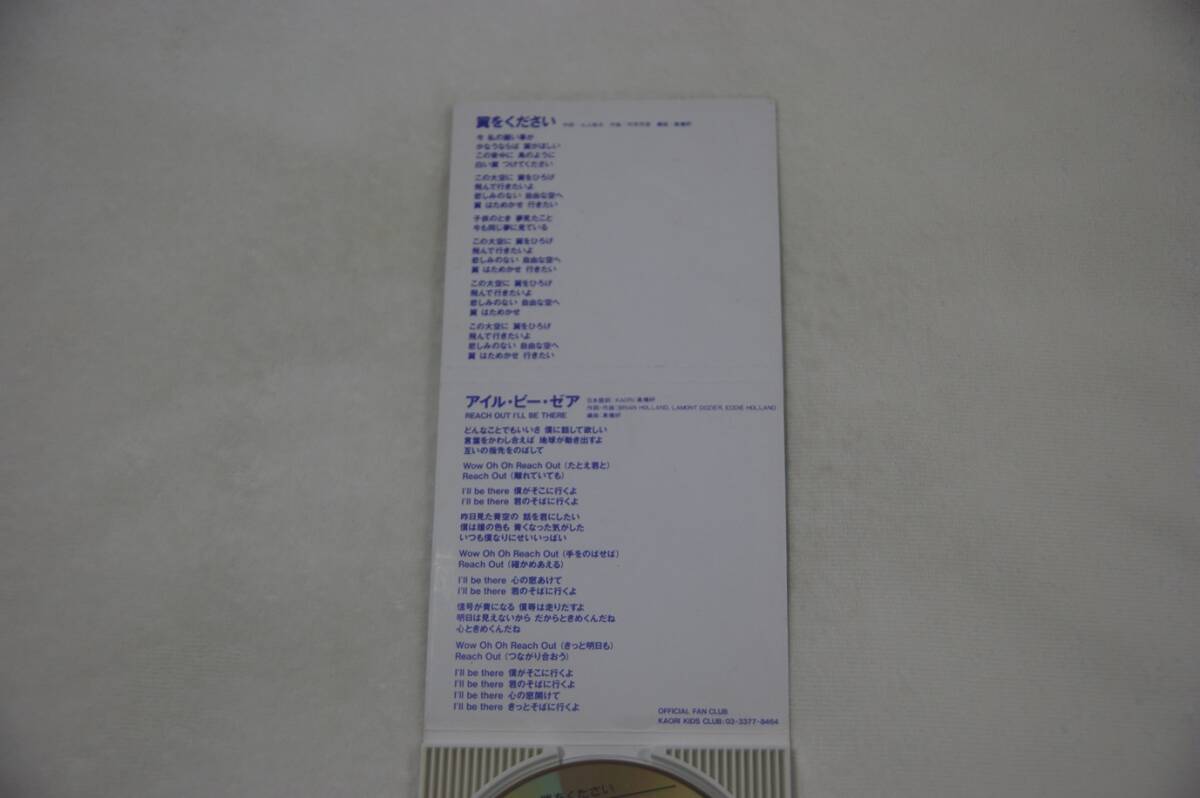 翼をください 作詞：山上路夫 作曲：村井邦彦 編曲：
今 私の願い事が
かなうならば 翼がほしい
この背中に 鳥のように
白い翼 つけてください
この大空に 翼をひろげ
飛んで行きたいよ
悲しみのない 自由な空へ
翼 はためかせ 行きたい
子供のとき 夢見たこと
今も同じ夢に見ている
この大空に 翼をひろげ
飛んで行きたいよ
悲しみのない 自由な空へ
翼 はためかせ 行きたい
この大空に 翼をひろげ
飛んで行きたいよ
悲しみのない 自由な空へ
翼 はためかせ
この大空に 翼をひろげ
飛んで行きたいよ
悲しみのない 自由な空へ
翼 はためかせ 行きたい
アイル・ビー・ゼア 日本語詞：KAORI
REACH OUT I'LL BE THERE 作詞・作曲：BRIAN HOLLAND, LAMONT DOZIER, EDDIE HOLLAND
編曲：
どんなことでもいいさ 僕に話して欲しい
言葉をかわし合えば 地球が動き出すよ
互いの指先をのばして
Wow Oh Oh Reach Out（たとえ君と）
Reach Out（離れていても）
I'll be there 僕がそこに行くよ
I'll be there 君のそばに行くよ
昨日見た青空の 話を君にしたい
僕は瞳の色も 青くなった気がした
いつも僕なりにせいいっぱい
Wow Oh Oh Reach Out（手をのばせば）
Reach Out（確かめあえる）
I'll be there 心の窓あけて
I'll be there 君のそばに行くよ
信号が青になる 僕等は走りだすよ
明日は見えないから だからときめくんだね
心ときめくんだね
Wow Oh Oh Reach Out（きっと明日も）
Reach Out（つながり合おう）
I'll be there 僕がそこに行くよ
I'll be there 君のそばに行くよ
I'll be there 心の窓開けて
I'll be there きっとそばに行くよ
OFFICIAL FAN CLUB
KAORI KIDS CLUB：03-3377-8464
翼をください